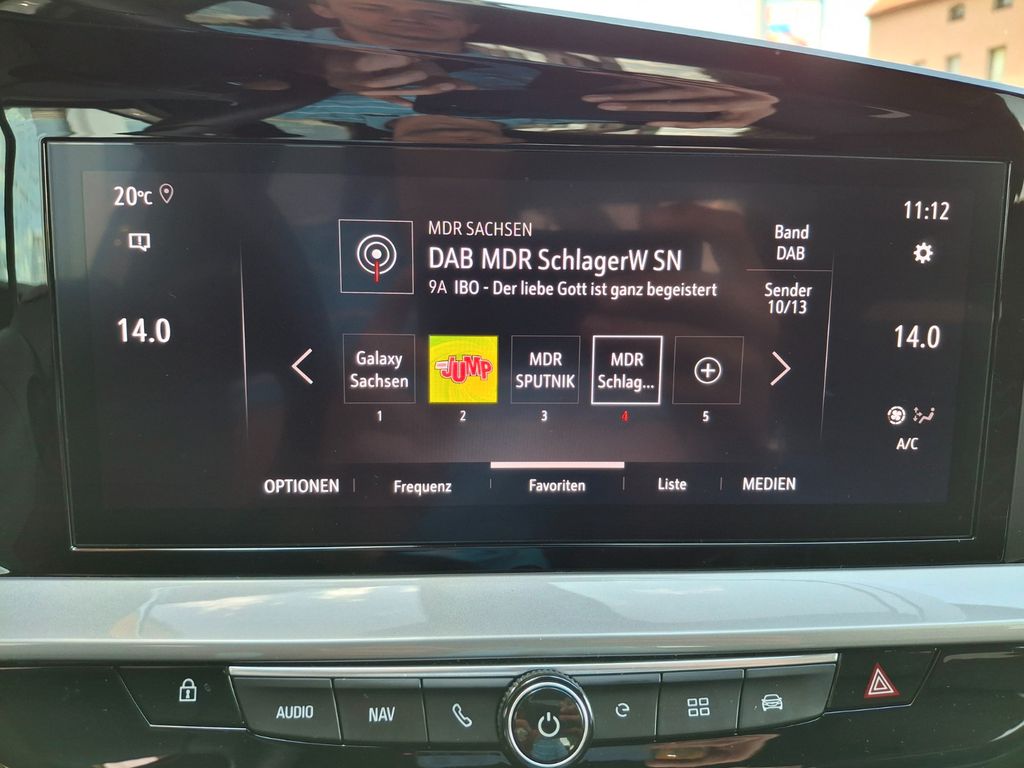 20°C
11:12
MDR SACHSEN
DAB MDR SchlagerW SN
9A IBO - Der liebe Gott ist ganz begeistert
Band
DAB
Sender
10/13
14.0
14.0
Galaxy
Sachsen
JUMP
MDR
SPUTNIK
MDR
Schlag...
1
2
3
4
5
A/C
OPTIONEN
Frequenz
Favoriten
Liste
MEDIEN
AUDIO
NAV